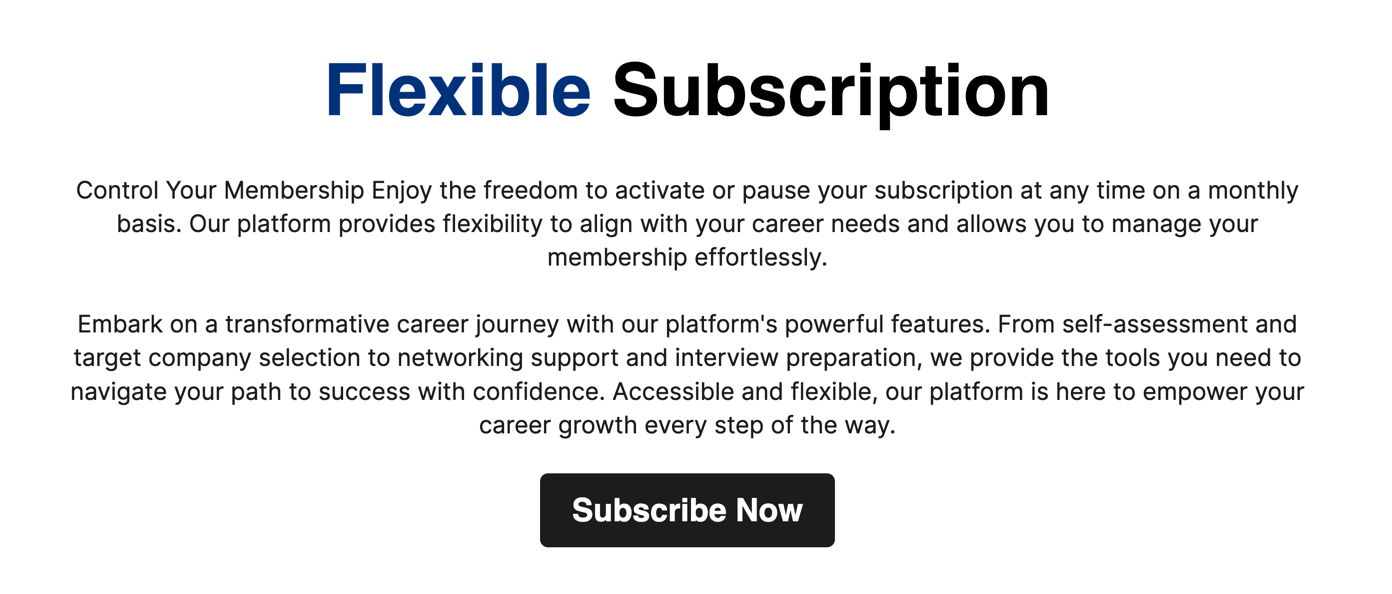 Flexible Subscription
Control Your Membership Enjoy the freedom to activate or pause your subscription at any time on a monthly
basis. Our platform provides flexibility to align with your career needs and allows you to manage your
membership effortlessly.
Embark on a transformative career journey with our platform's powerful features. From self-assessment and
target company selection to networking support and interview preparation, we provide the tools you need to
navigate your path to success with confidence. Accessible and flexible, our platform is here to empower your
career growth every step of the way.
Subscribe Now